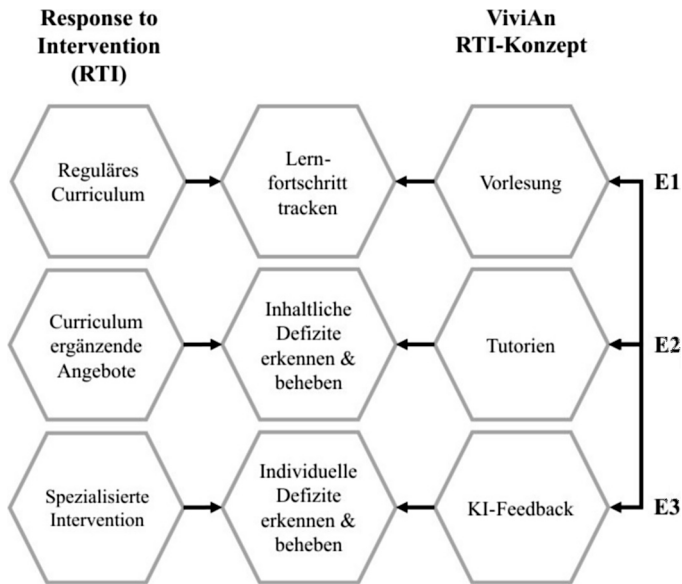 Response to
Intervention
(RTI)
ViviAn
RTI-Konzept
Reguläres
Curriculum
Lern-
fortschritt
tracken
Vorlesung
E1
Curriculum
ergänzende
Angebote
Inhaltliche
Defizite
erkennen &
beheben
Tutorien
E2
Spezialisierte
Intervention
Individuelle
Defizite
erkennen &
beheben
KI-Feedback
E3